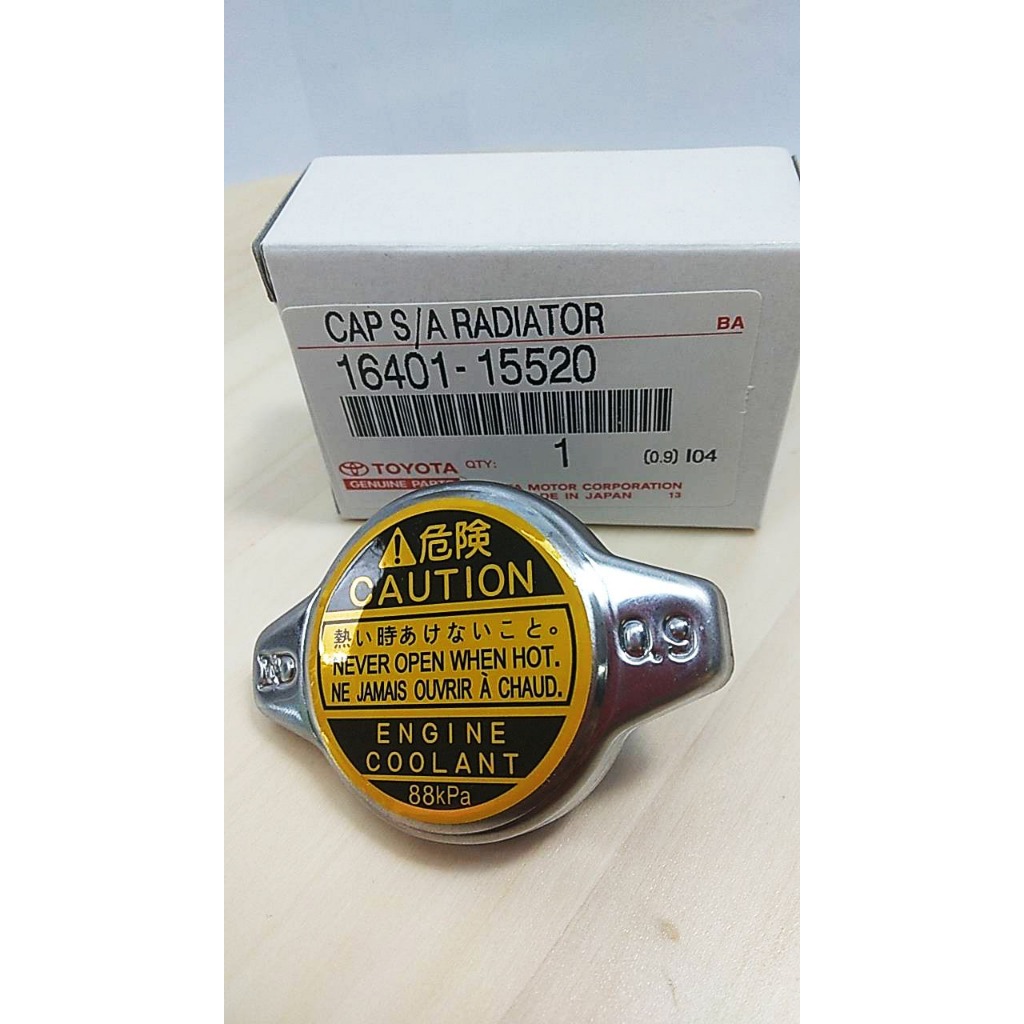 CAP S/A RADIATOR
BA
16401-15520
1
(0.9) I04
TOYOTA QTY:
GENUINE PARTS
MOTOR CORPORATION
IN JAPAN 13
危険
CAUTION
熱い時あけないこと。
NEVER OPEN WHEN HOT.
NE JAMAIS OUVRIR À CHAUD.
ENGINE
COOLANT
88kPa
0.9